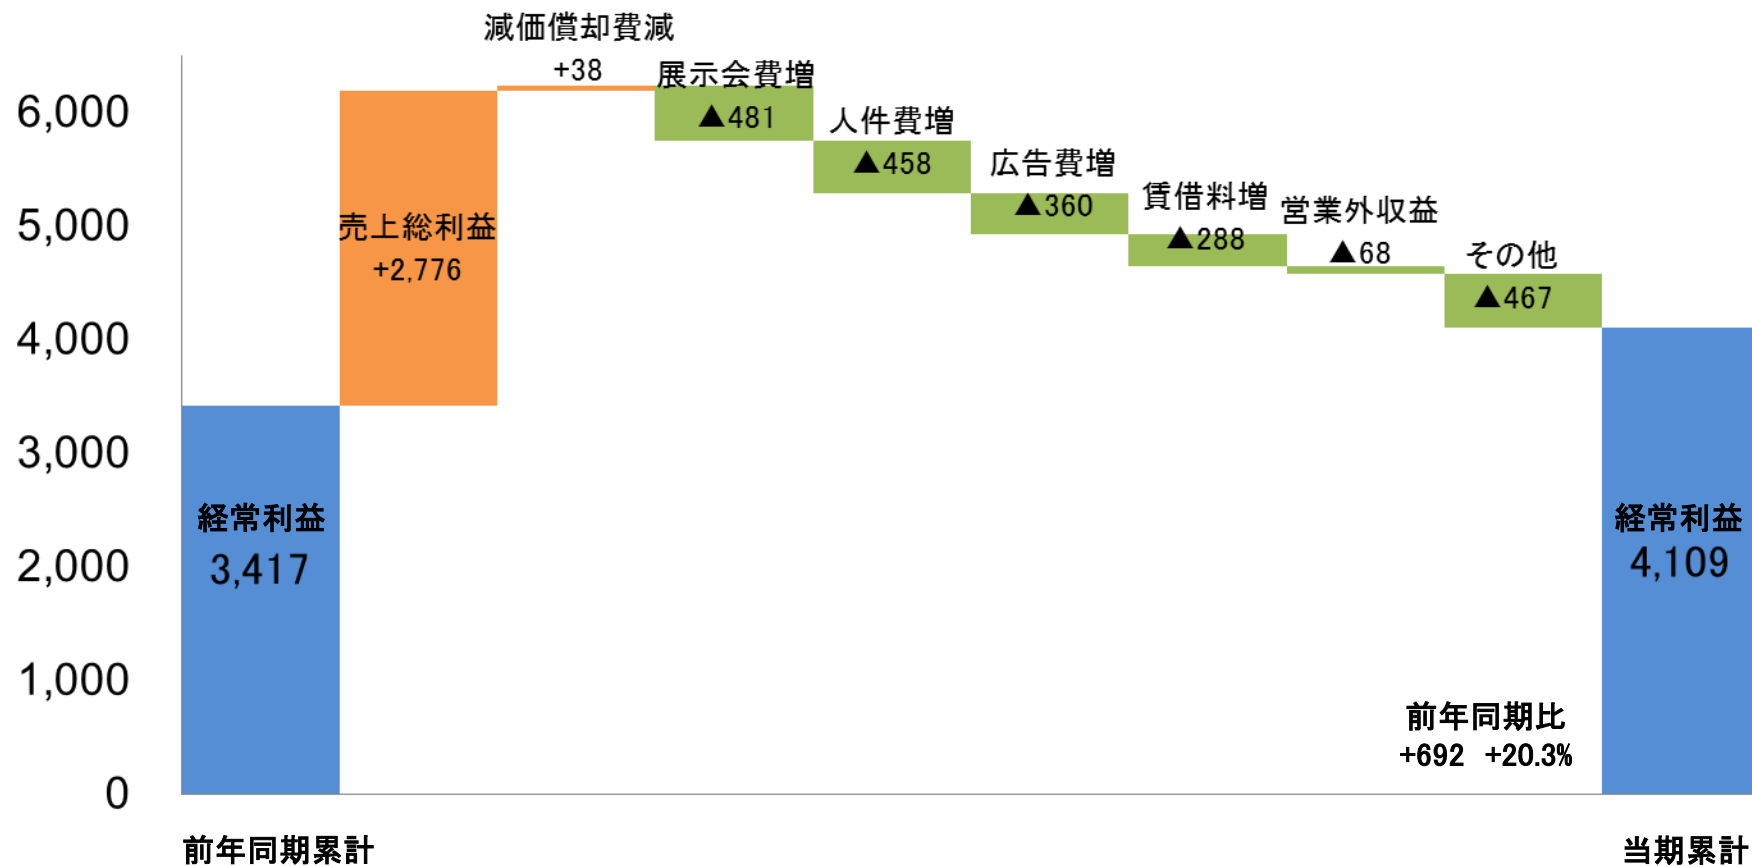 減価償却費減
+38
展示会費増
▲481
人件費増
▲458
広告費増
▲360
賃借料増
▲288
営業外収益
▲68
その他
▲467
売上総利益
+2,776
6,000
5,000
4,000
3,000
2,000
1,000
0
経常利益
3,417
経常利益
4,109
前年同期比
+692 +20.3%
前年同期累計
当期累計